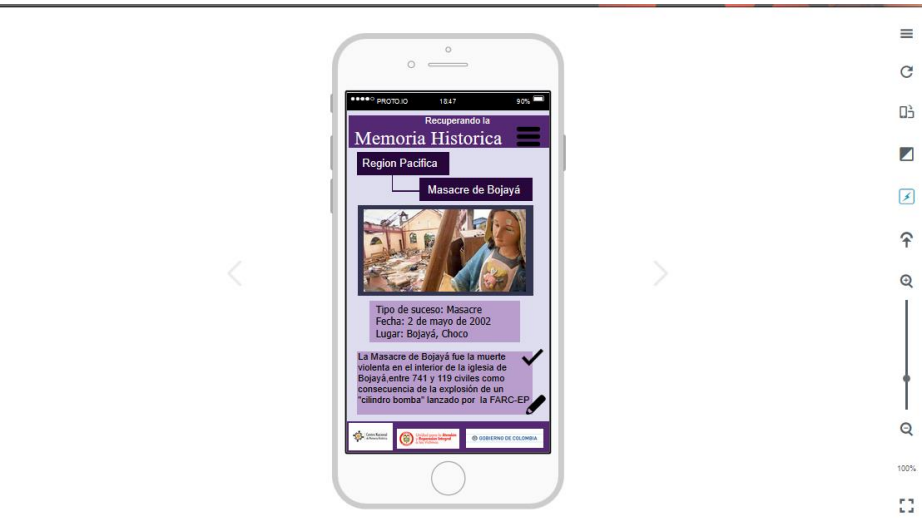 PROTO.IO 18:47 90%
Recuperando la
Memoria Historica
Region Pacifica
Masacre de Bojayá
Tipo de suceso: Masacre
Fecha: 2 de mayo de 2002
Lugar: Bojayá, Choco
La Masacre de Bojayá fue la muerte
violenta en el interior de la iglesia de
Bojayá,entre 741 y 119 civiles como
consecuencia de la explosión de un
"cilindro bomba" lanzado por la FARC-EP
GOBIERNO DE COLOMBIA
100%